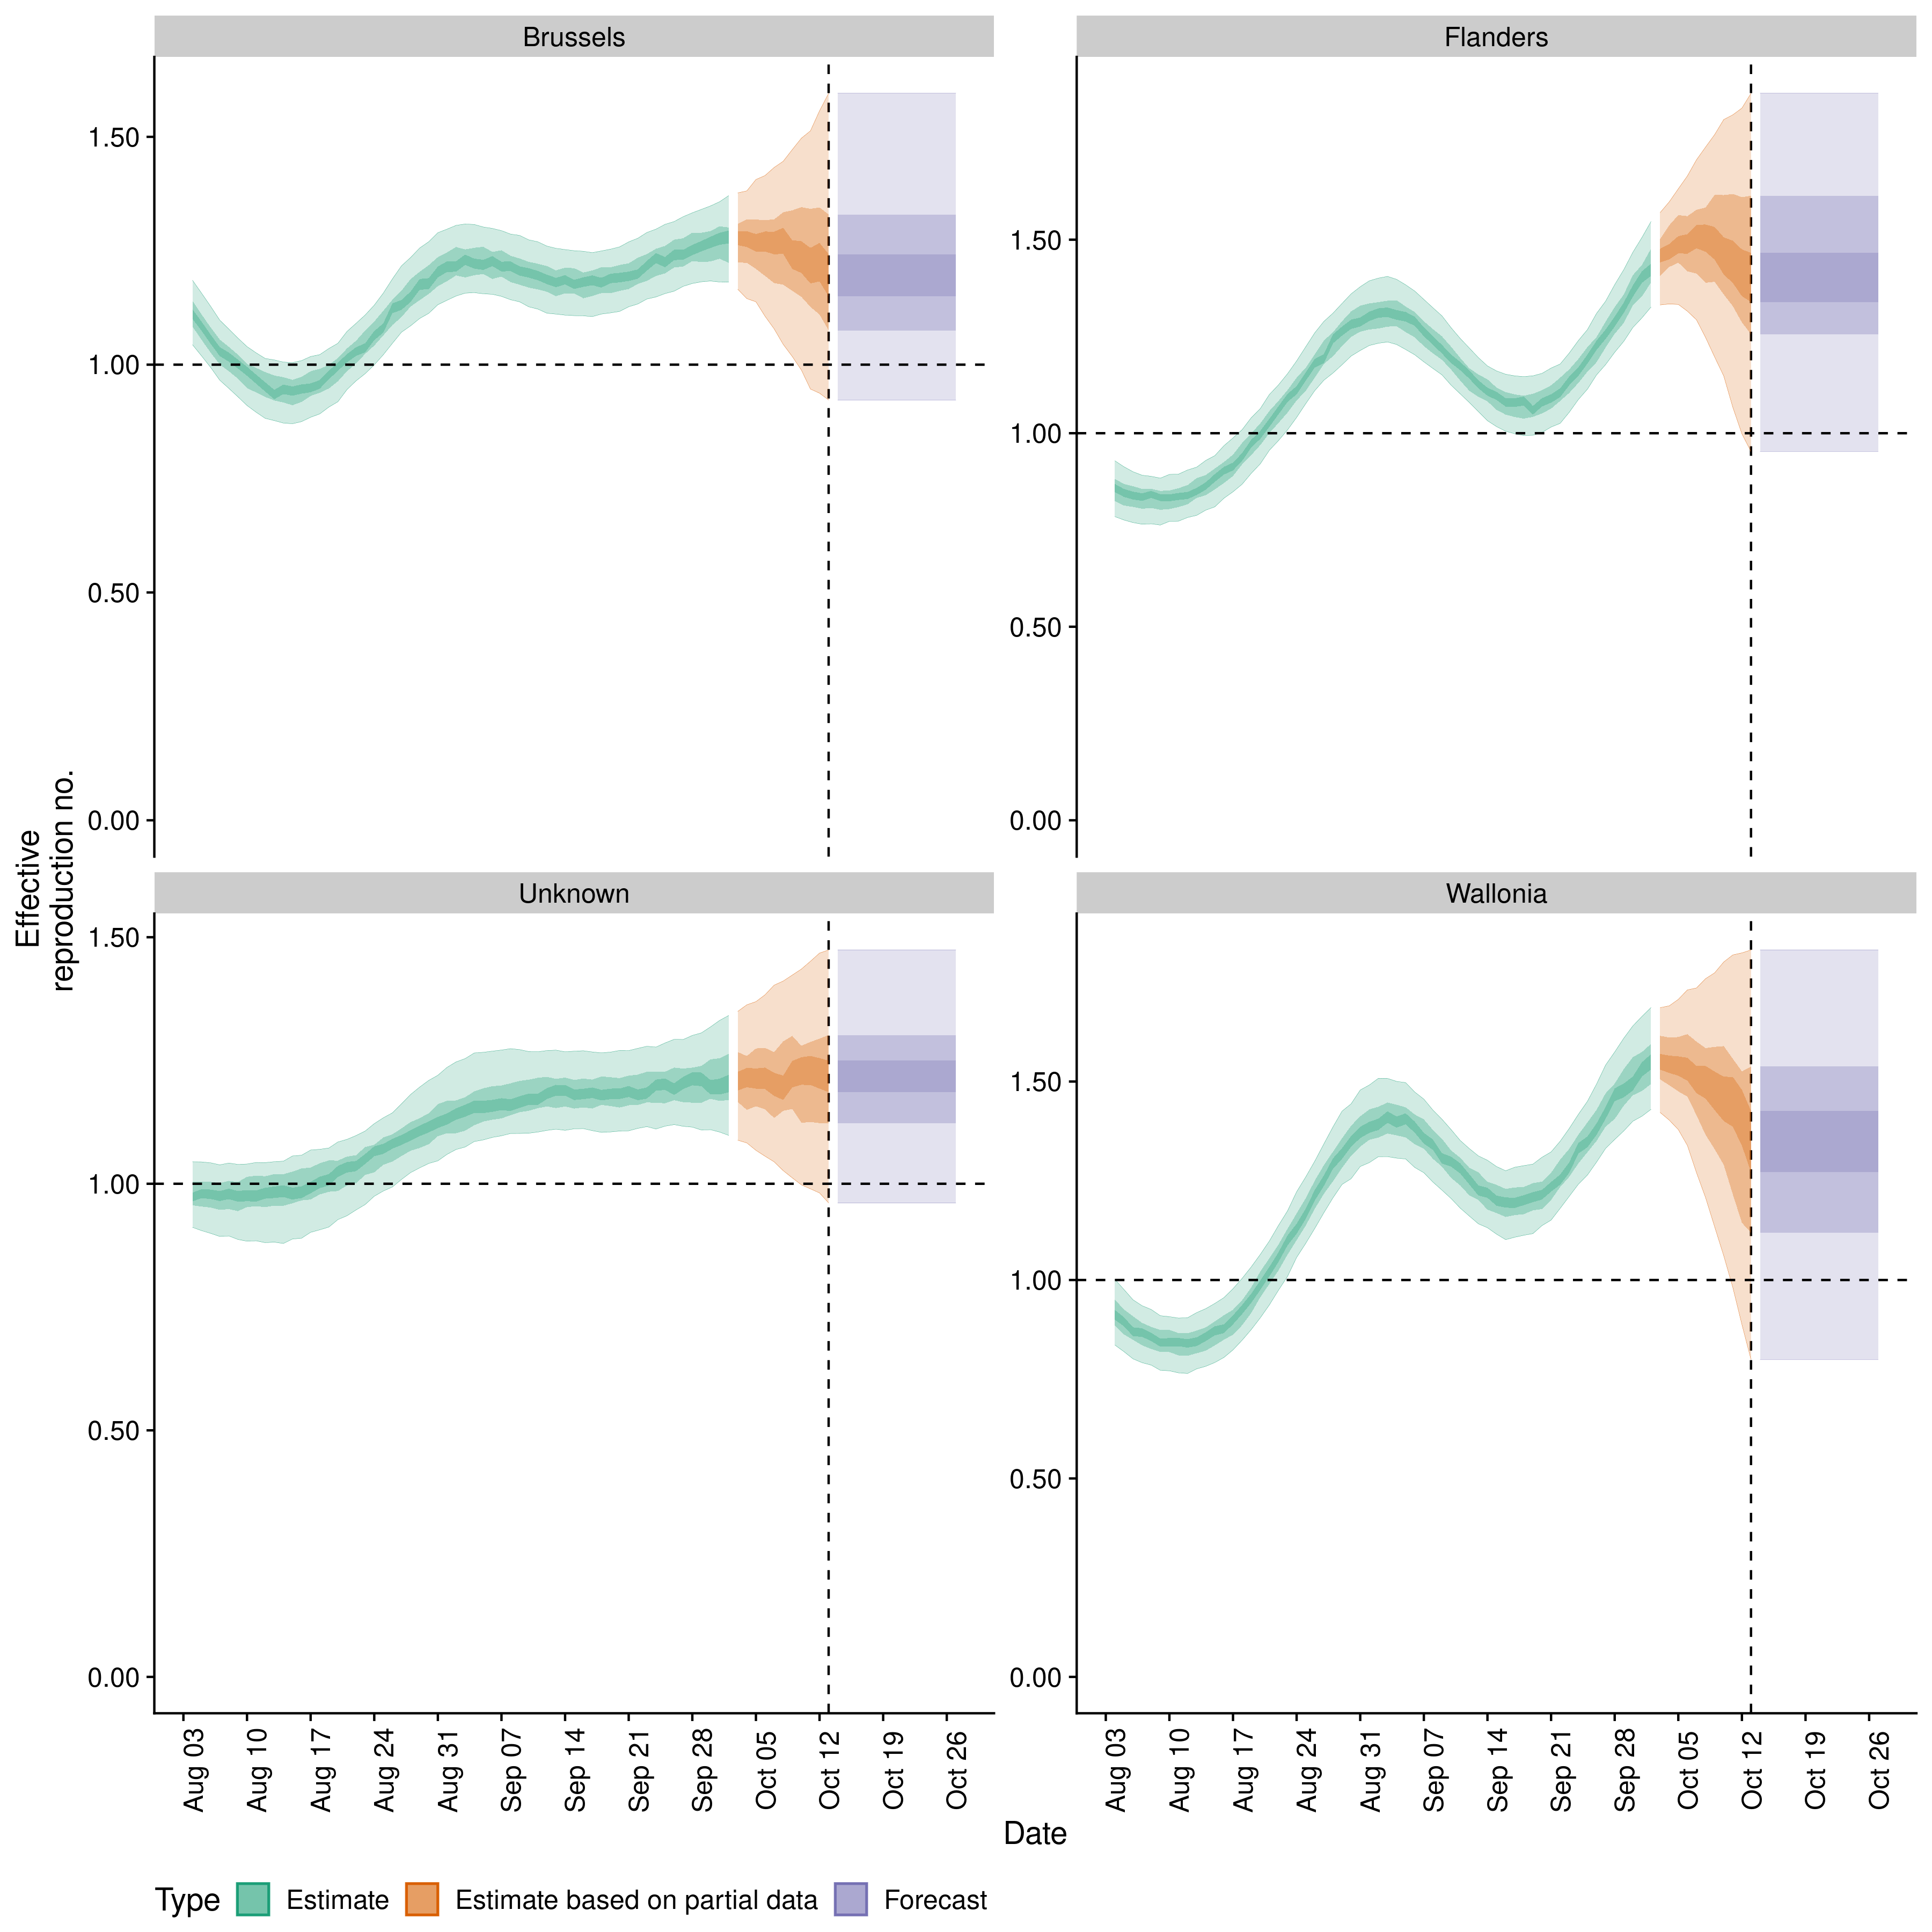 Brussels
Flanders
1.50
1.00
0.50
0.00
1.50
1.00
0.50
0.00
Effective
reproduction no.
Unknown
Wallonia
1.50
1.00
0.50
0.00
1.50
1.00
0.50
0.00
Aug 03
Aug 10
Aug 17
Aug 24
Aug 31
Sep 07
Sep 14
Sep 21
Sep 28
Oct 05
Oct 12
Oct 19
Oct 26
Aug 03
Aug 10
Aug 17
Aug 24
Aug 31
Sep 07
Sep 14
Sep 21
Sep 28
Oct 05
Oct 12
Oct 19
Oct 26
Date
Type Estimate Estimate based on partial data Forecast